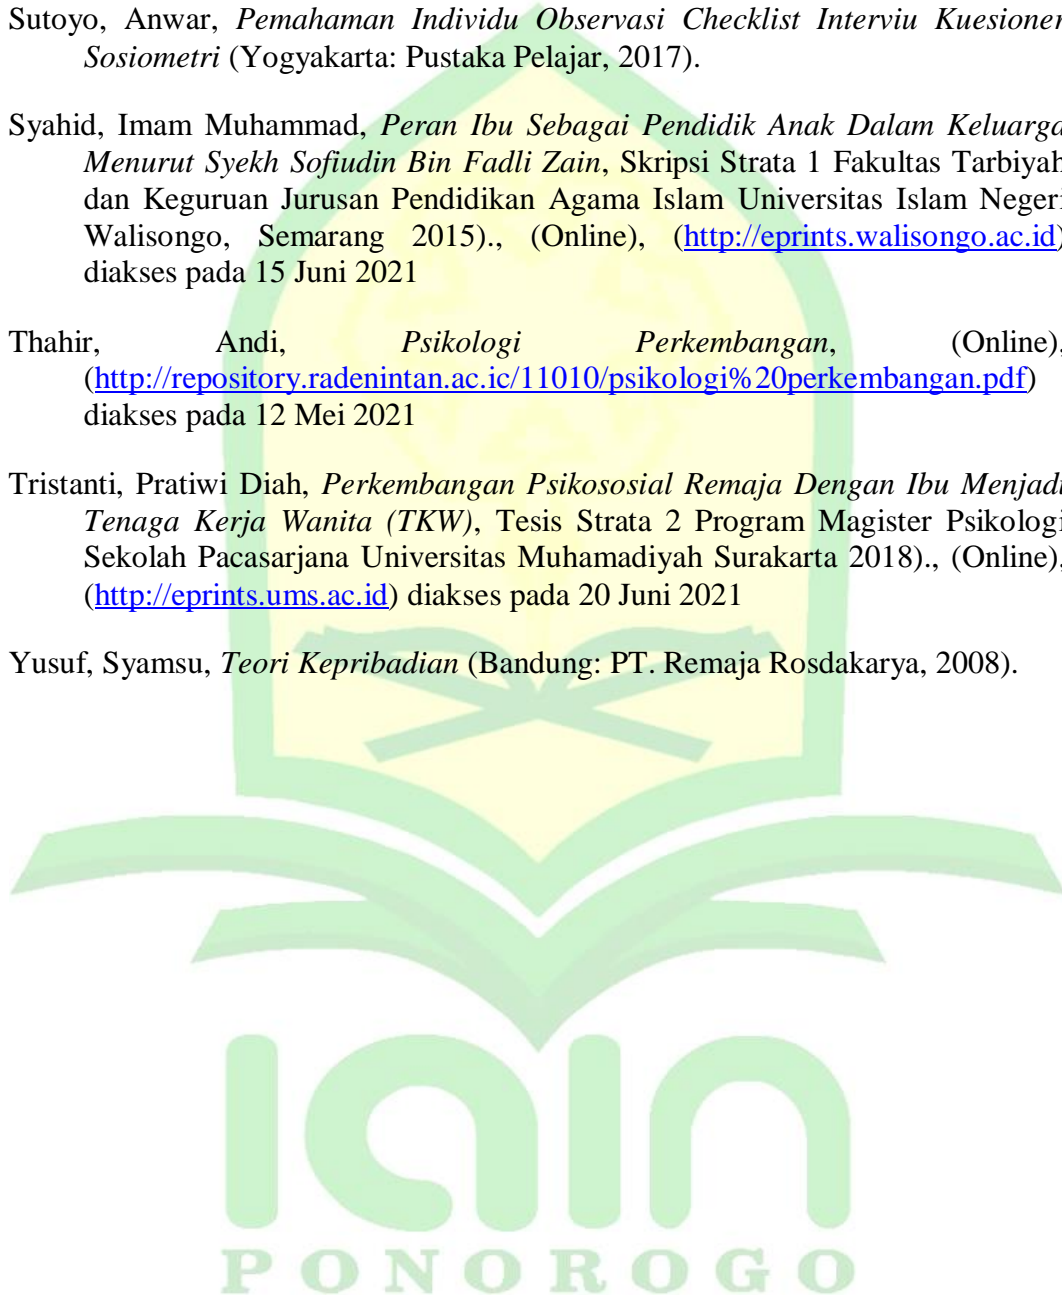 Sutoyo, Anwar, Pemahaman Individu Observasi Checklist Interviu Kuesioner
Sosiometri (Yogyakarta: Pustaka Pelajar, 2017).
Syahid, Imam Muhammad, Peran Ibu Sebagai Pendidik Anak Dalam Keluarga
Menurut Syekh Sofiudin Bin Fadli Zain, Skripsi Strata 1 Fakultas Tarbiyah
dan Keguruan Jurusan Pendidikan Agama Islam Universitas Islam Negeri
Walisongo, Semarang 2015)., (Online), (http://eprints.walisongo.ac.id)
diakses pada 15 Juni 2021
Thahir, Andi, Psikologi Perkembangan, (Online),
(http://repository.radenintan.ac.ic/11010/psikologi%20perkembangan.pdf)
diakses pada 12 Mei 2021
Tristanti, Pratiwi Diah, Perkembangan Psikososial Remaja Dengan Ibu Menjadi
Tenaga Kerja Wanita (TKW), Tesis Strata 2 Program Magister Psikologi
Sekolah Pacasarjana Universitas Muhamadiyah Surakarta 2018)., (Online),
(http://eprints.ums.ac.id) diakses pada 20 Juni 2021
Yusuf, Syamsu, Teori Kepribadian (Bandung: PT. Remaja Rosdakarya, 2008).
iain
PONOROGO